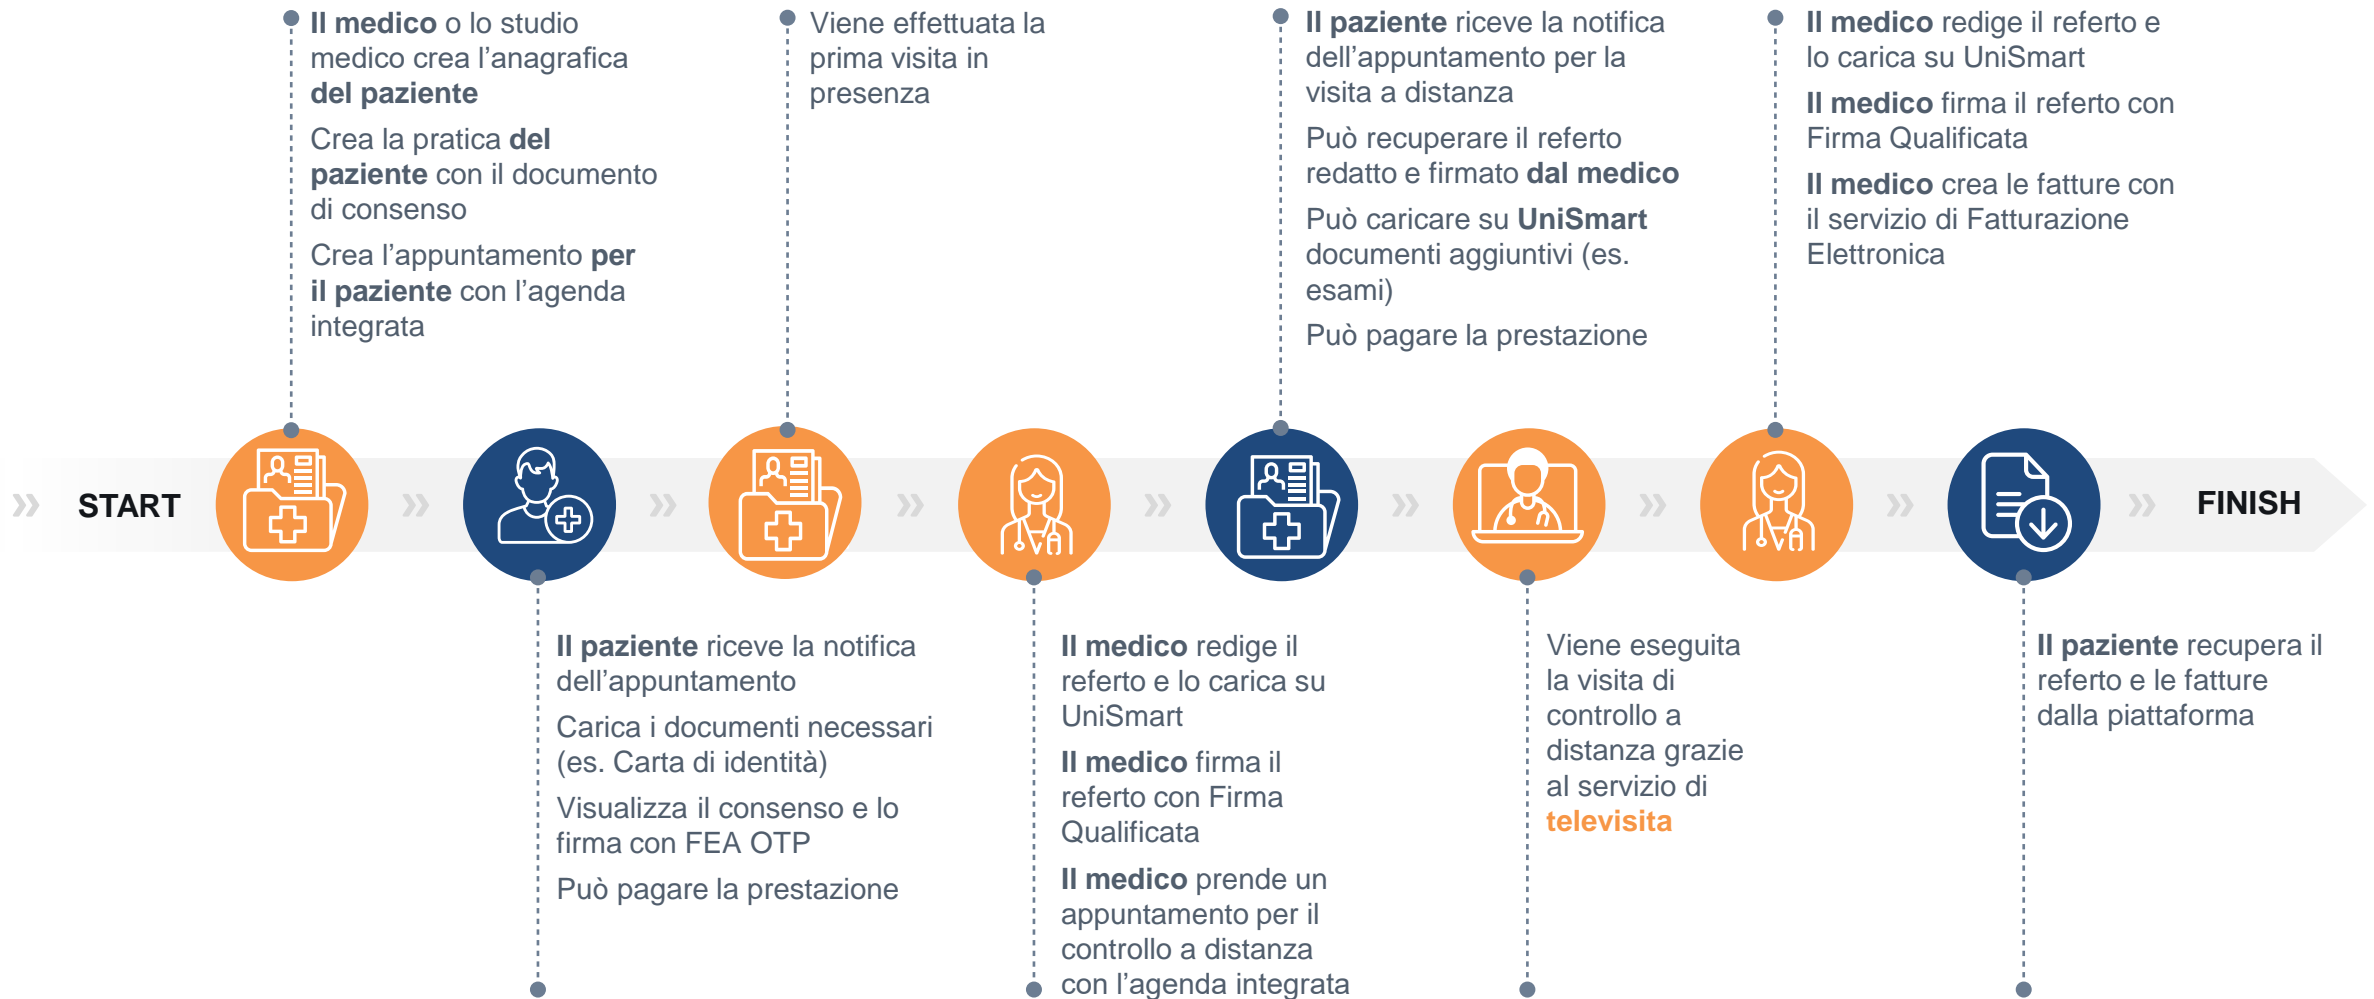 Il medico o lo studio
medico crea l’anagrafica
del paziente
Crea la pratica del
paziente con il documento
di consenso
Crea l’appuntamento per
il paziente con l’agenda
integrata
Viene effettuata la
prima visita in
presenza
Il paziente riceve la notifica
dell’appuntamento per la
visita a distanza
Può recuperare il referto
redatto e firmato dal medico
Può caricare su UniSmart
documenti aggiuntivi (es.
esami)
Può pagare la prestazione
Il medico redige il referto e
lo carica su UniSmart
Il medico firma il referto con
Firma Qualificata
Il medico crea le fatture con
il servizio di Fatturazione
Elettronica
START
FINISH
Il paziente riceve la notifica
dell’appuntamento
Carica i documenti necessari
(es. Carta di identità)
Visualizza il consenso e lo
firma con FEA OTP
Può pagare la prestazione
Il medico redige il
referto e lo carica su
UniSmart
Il medico firma il
referto con Firma
Qualificata
Il medico prende un
appuntamento per il
controllo a distanza
con l’agenda integrata
Viene eseguita
la visita di
controllo a
distanza grazie
al servizio di
televisita
Il paziente recupera il
referto e le fatture
dalla piattaforma